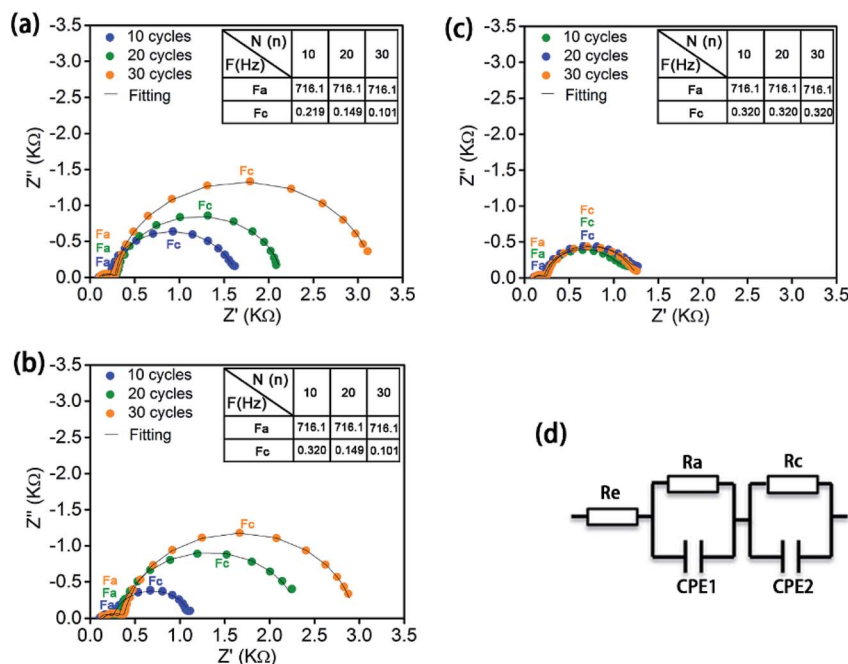 (a)
-3.5
-3.0
-2.5
-2.0
-1.5
-1.0
-0.5
0.0
Z" (KΩ)
10 cycles
20 cycles
30 cycles
Fitting
N (n) 10 20 30
F(Hz)
Fa 716.1 716.1 716.1
Fc 0.219 0.149 0.101
Fc
Fc
Fc
Fa
Fa
Fa
0.0 0.5 1.0 1.5 2.0 2.5 3.0 3.5
Z' (KΩ)
(c)
-3.5
-3.0
-2.5
-2.0
-1.5
-1.0
-0.5
0.0
Z" (KΩ)
10 cycles
20 cycles
30 cycles
Fitting
N (n) 10 20 30
F(Hz)
Fa 716.1 716.1 716.1
Fc 0.320 0.320 0.320
Fc
Fc
Fc
Fa
Fa
Fa
0.0 0.5 1.0 1.5 2.0 2.5 3.0 3.5
Z' (KΩ)
(b)
-3.5
-3.0
-2.5
-2.0
-1.5
-1.0
-0.5
0.0
Z" (KΩ)
10 cycles
20 cycles
30 cycles
Fitting
N (n) 10 20 30
F(Hz)
Fa 716.1 716.1 716.1
Fc 0.320 0.149 0.101
Fc
Fc
Fc
Fa
Fa
Fa
0.0 0.5 1.0 1.5 2.0 2.5 3.0 3.5
Z' (KΩ)
(d)
Re
Ra
Rc
CPE1
CPE2